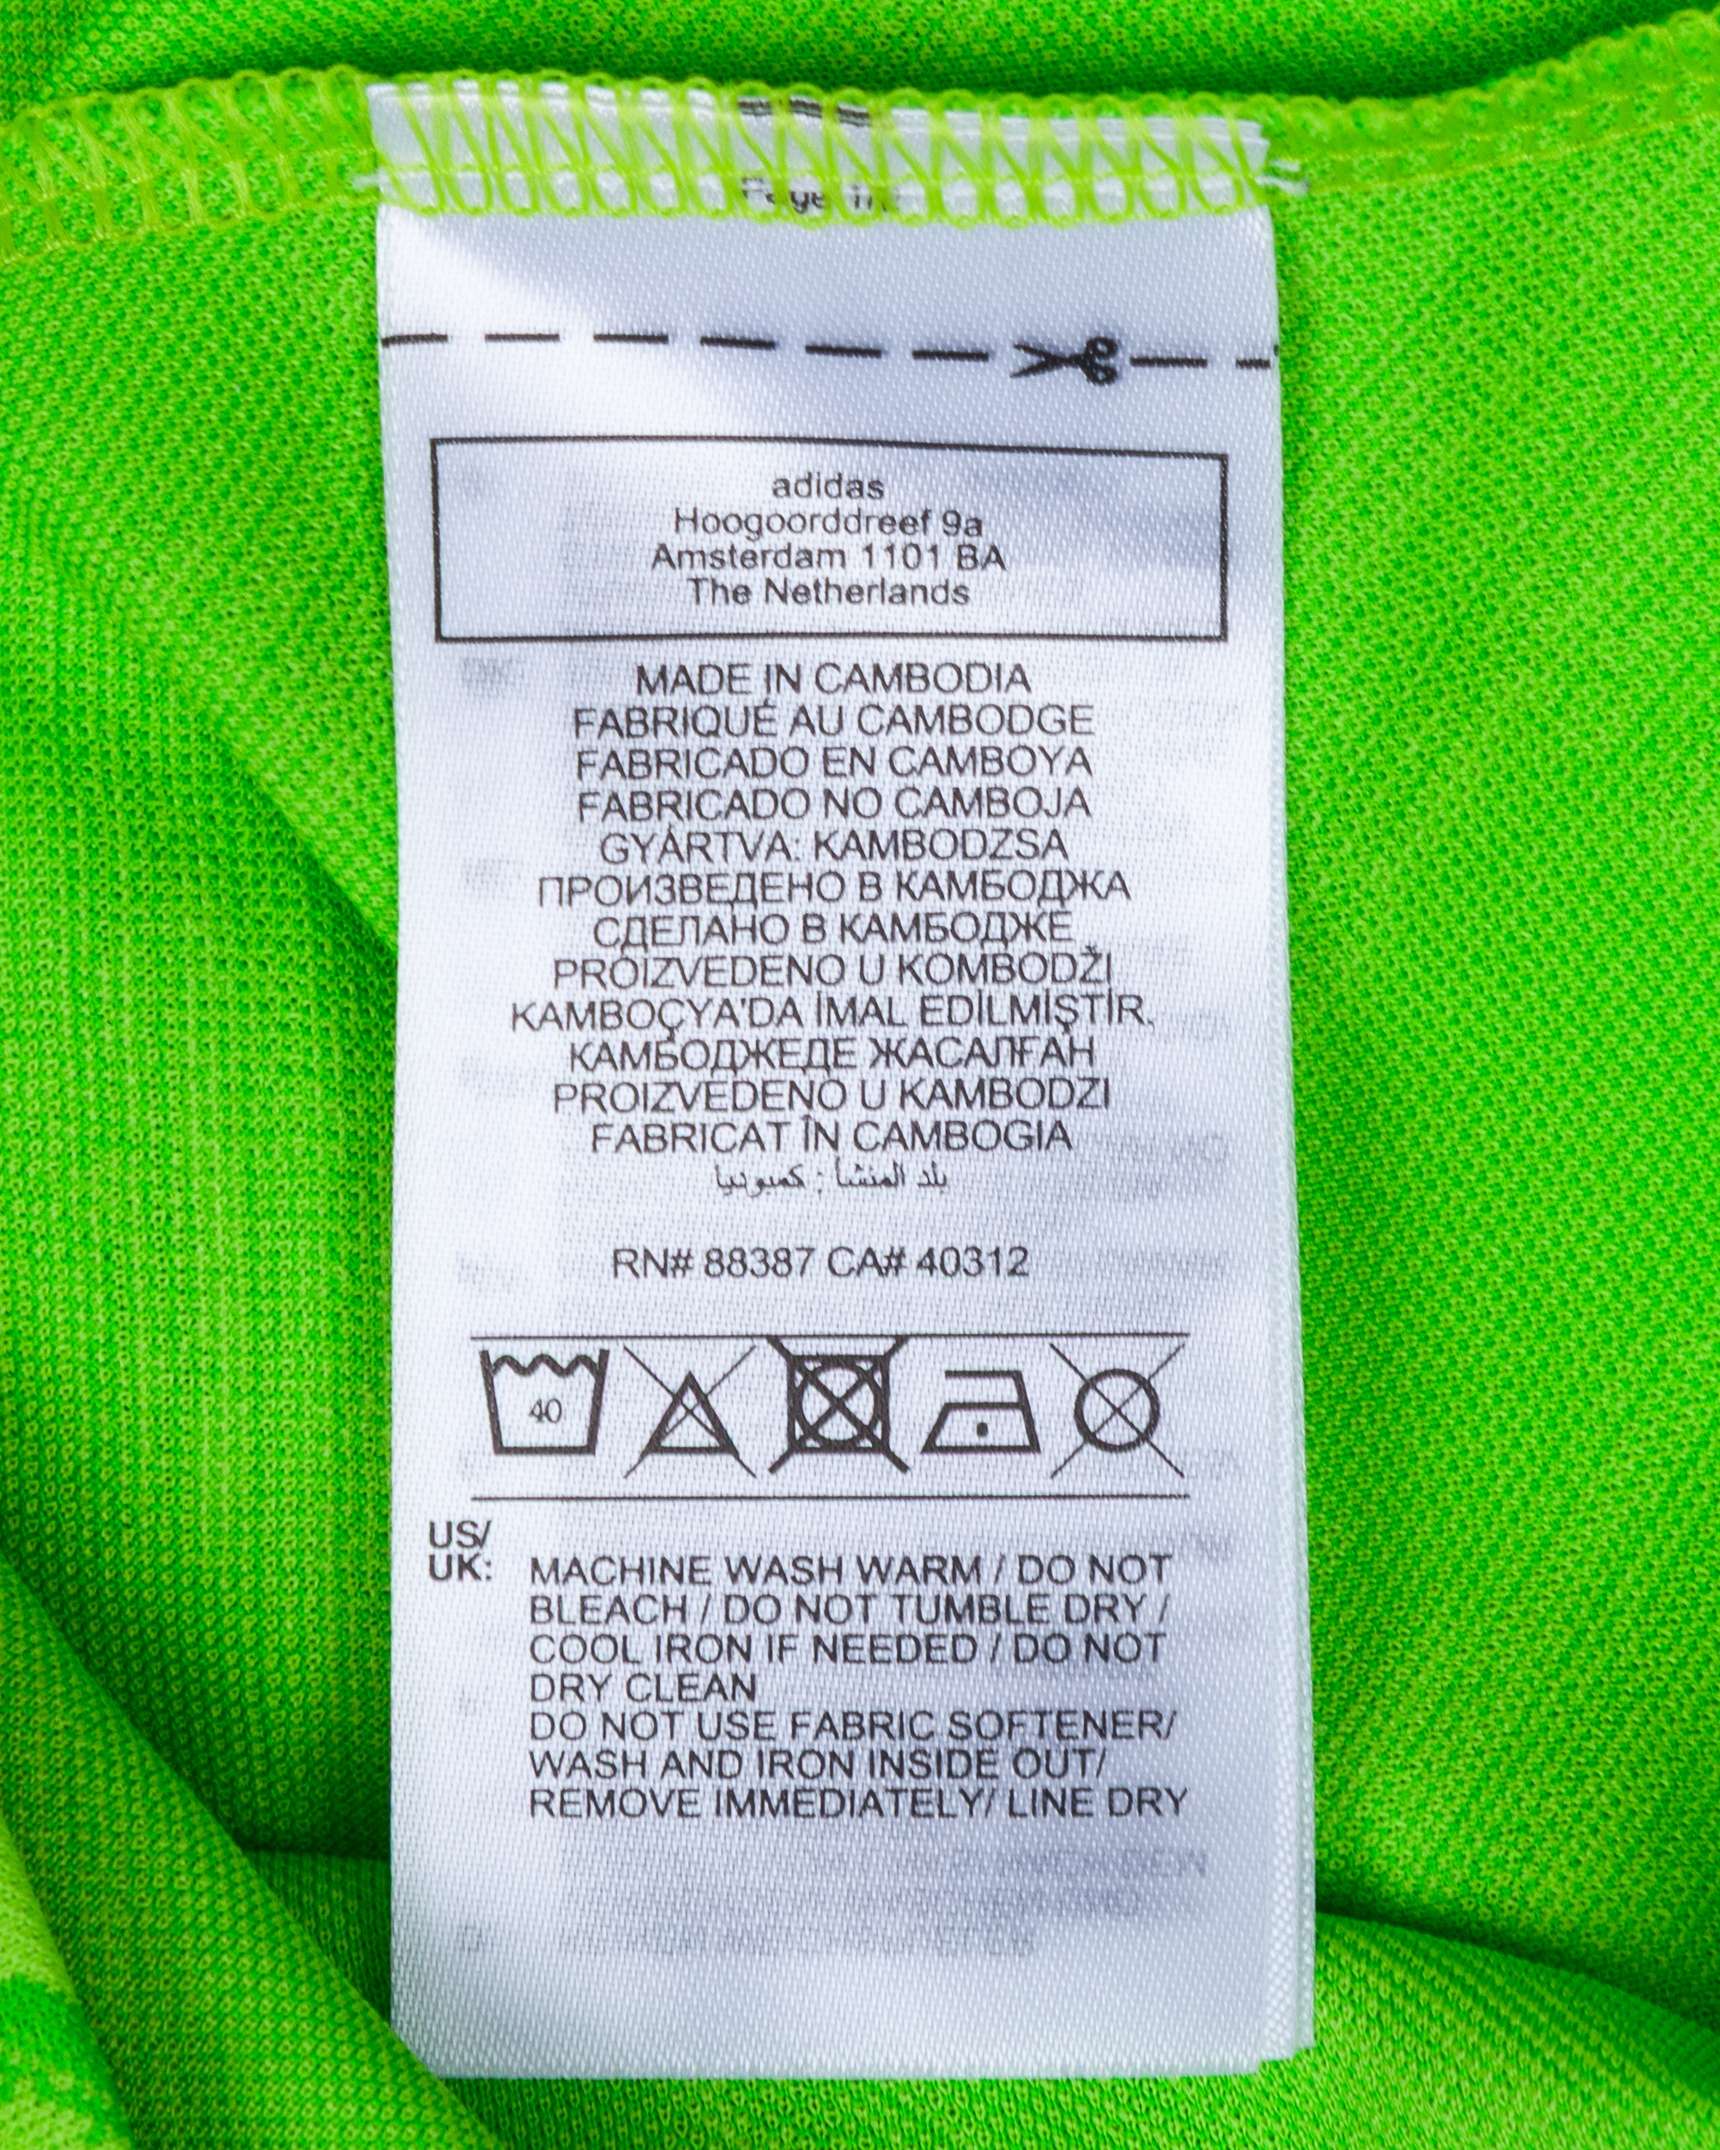 adidas
Hoogoorddreef 9a
Amsterdam 1101 BA
The Netherlands
MADE IN CAMBODIA
FABRIQUÉ AU CAMBODGE
FABRICADO EN CAMBOYA
FABRICADO NO CAMBOJA
GYÁRTVA: KAMBODZSA
ПРОИЗВЕДЕНО В КАМБОДЖА
СДЕЛАНО В КАМБОДЖЕ
PROIZVEDENO U KOMBODŽI
KAMBOÇYA'DA İMAL EDİLMİŞTİR.
КАМБОДЖЕДЕ ЖАСАЛҒАН
PROIZVEDENO U KAMBODZI
FABRICAT ÎN CAMBOGIA
بلد المنشأ : كمبوديا
RN# 88387 CA# 40312
40
US/
UK:
MACHINE WASH WARM / DO NOT
BLEACH / DO NOT TUMBLE DRY /
COOL IRON IF NEEDED / DO NOT
DRY CLEAN
DO NOT USE FABRIC SOFTENER/
WASH AND IRON INSIDE OUT/
REMOVE IMMEDIATELY/ LINE DRY